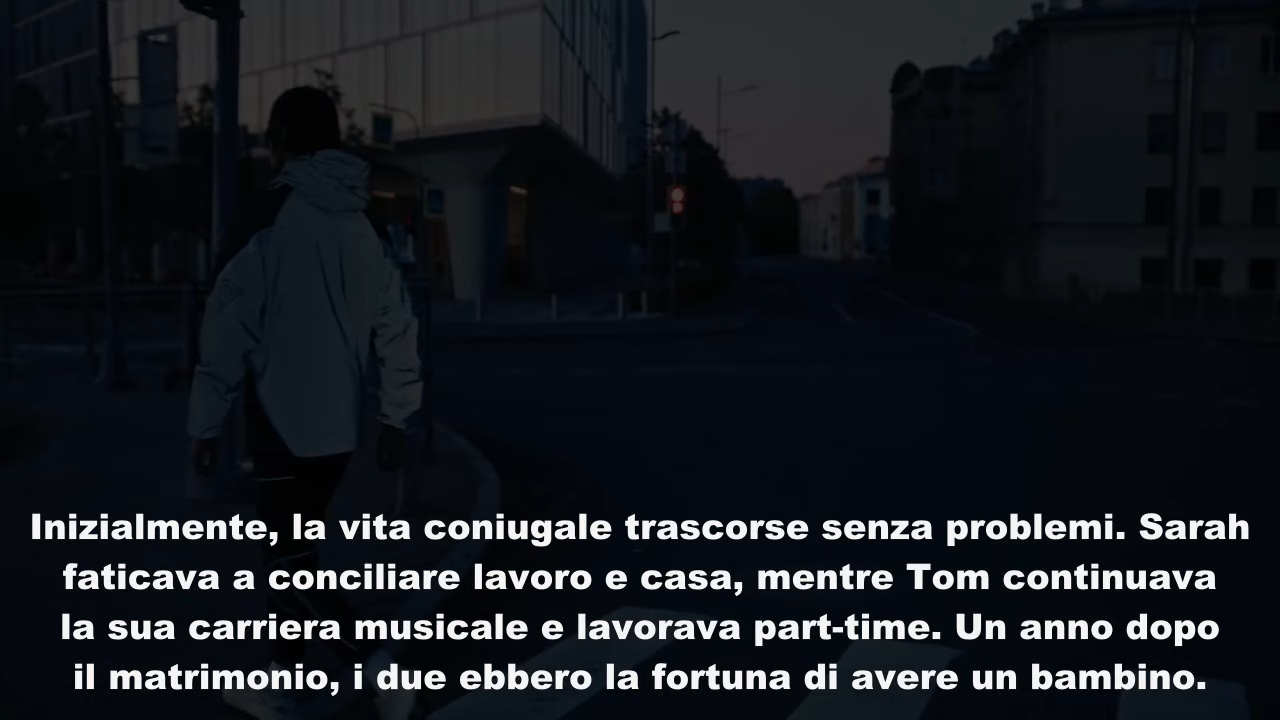 Inizialmente, la vita coniugale trascorse senza problemi. Sarah
faticava a conciliare lavoro e casa, mentre Tom continuava
la sua carriera musicale e lavorava part-time. Un anno dopo
il matrimonio, i due ebbero la fortuna di avere un bambino.